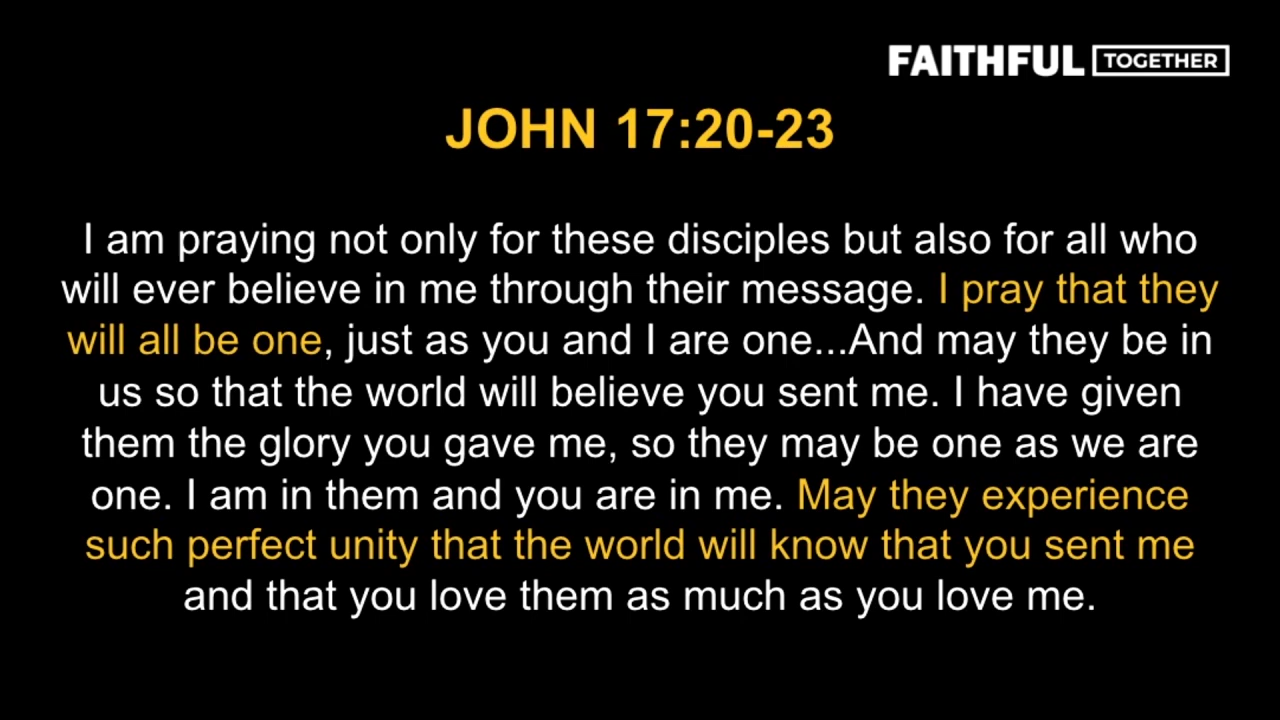 FAITHFUL TOGETHER
JOHN 17:20-23
I am praying not only for these disciples but also for all who
will ever believe in me through their message. I pray that they
will all be one, just as you and I are one...And may they be in
us so that the world will believe you sent me. I have given
them the glory you gave me, so they may be one as we are
one. I am in them and you are in me. May they experience
such perfect unity that the world will know that you sent me
and that you love them as much as you love me.